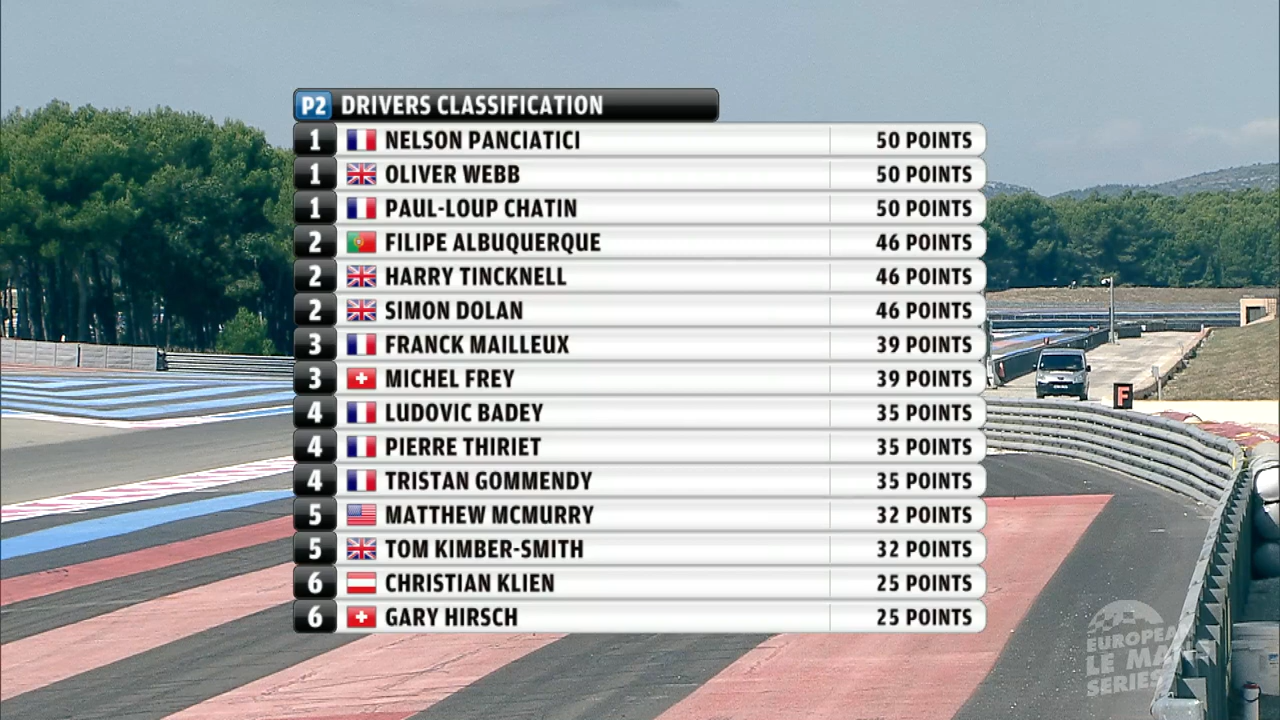 P2 DRIVERS CLASSIFICATION
1 NELSON PANCIATICI 50 POINTS
1 OLIVER WEBB 50 POINTS
1 PAUL-LOUP CHATIN 50 POINTS
2 FILIPE ALBUQUERQUE 46 POINTS
2 HARRY TINCKNELL 46 POINTS
2 SIMON DOLAN 46 POINTS
3 FRANCK MAILLEUX 39 POINTS
3 MICHEL FREY 39 POINTS
4 LUDOVIC BADEY 35 POINTS
4 PIERRE THIRIET 35 POINTS
4 TRISTAN GOMMENDY 35 POINTS
5 MATTHEW MCMURRY 32 POINTS
5 TOM KIMBER-SMITH 32 POINTS
6 CHRISTIAN KLIEN 25 POINTS
6 GARY HIRSCH 25 POINTS
F
EUROPEAN
LE MANS
SERIES